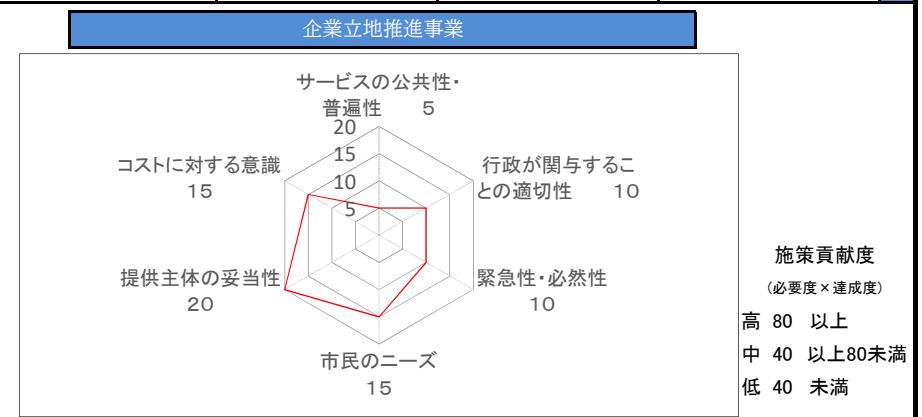 企業立地推進事業
サービスの公共性・
普遍性 5
20
15
10
5
行政が関与するこ
との適切性 10
緊急性・必然性
10
市民のニーズ
15
提供主体の妥当性
20
コストに対する意識
15
施策貢献度
(必要度×達成度)
高 80 以上
中 40 以上80未満
低 40 未満